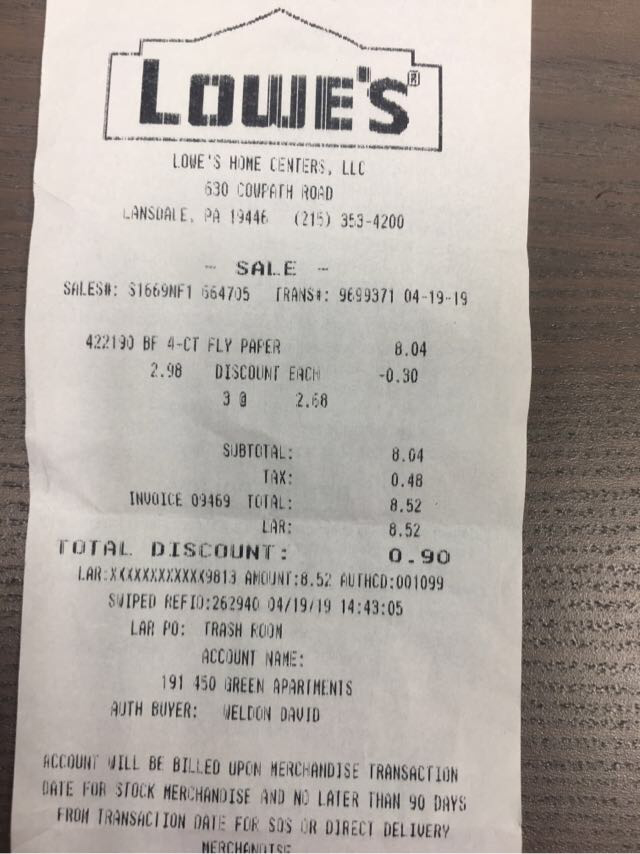 LOWE'S®
LOWE'S HOME CENTERS, LLC
630 COWPATH ROAD
LANSDALE, PA 19446 (215) 353-4200
- SALE -
SALES#: S1669MF1 664705 TRANS#: 9699371 04-19-19
422190 BF 4-CT FLY PAPER 8.04
2.98 DISCOUNT EACH -0.30
3 @ 2.68
SUBTOTAL: 8.04
TAX: 0.48
INVOICE 09469 TOTAL: 8.52
LAR: 8.52
TOTAL DISCOUNT: 0.90
LAR:XXXXXXXXXXXX9813 AMOUNT:8.52 AUTHCD:001099
SWIPED REFID:262940 04/19/19 14:43:05
LAR PO: TRASH ROOM
ACCOUNT NAME:
191 450 GREEN APARTMENTS
AUTH BUYER: WELDON DAVID
ACCOUNT WILL BE BILLED UPON MERCHANDISE TRANSACTION
DATE FOR STOCK MERCHANDISE AND NO LATER THAN 90 DAYS
FROM TRANSACTION DATE FOR SOS OR DIRECT DELIVERY
MERCHANDISE